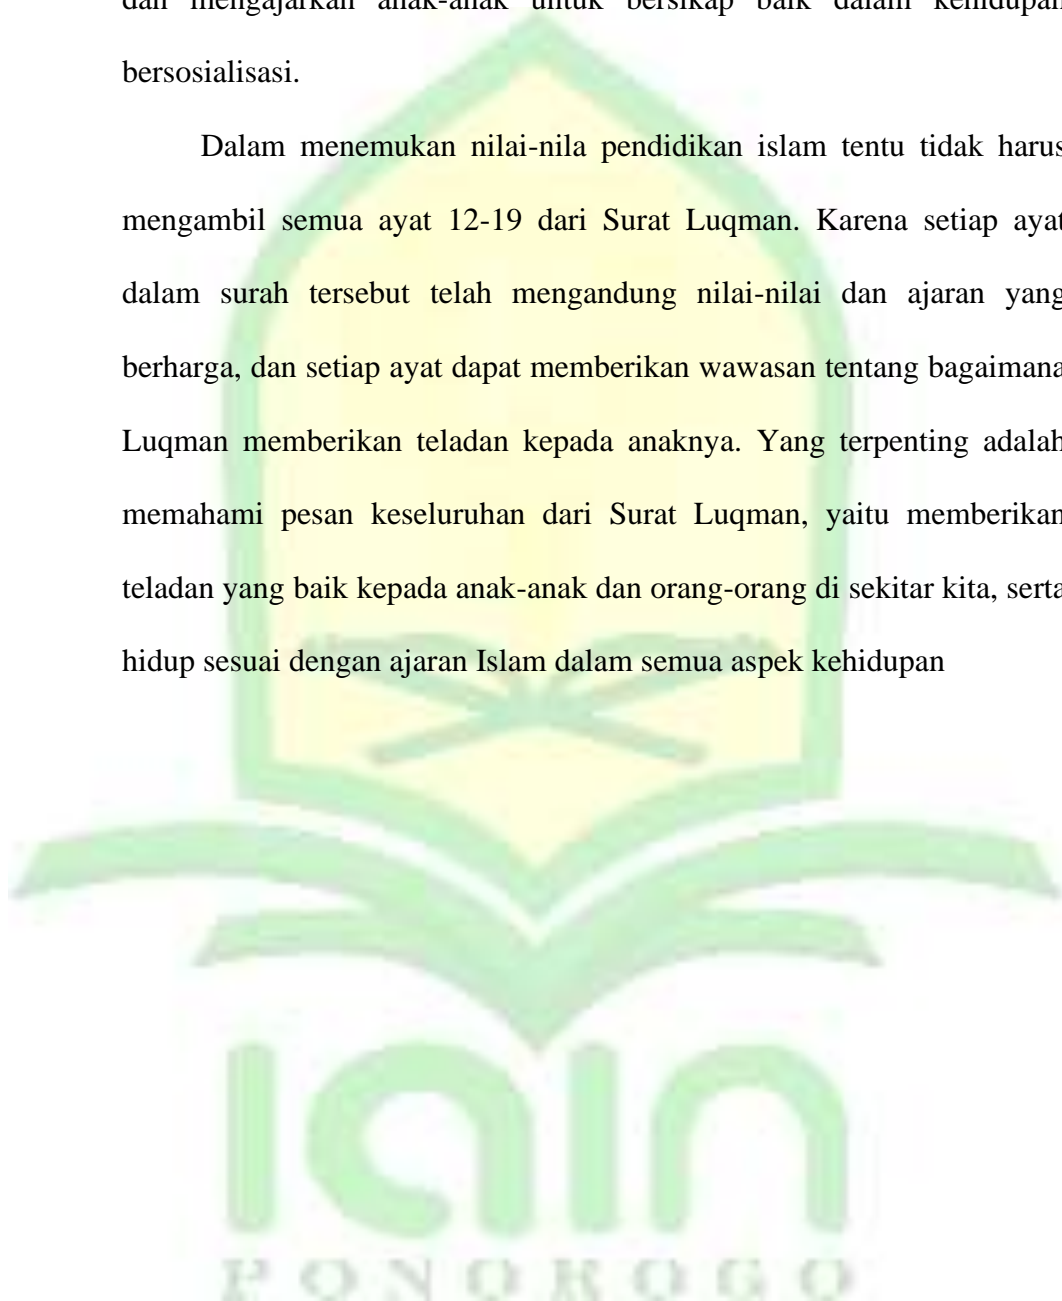 dan mengajarkan anak-anak untuk bersikap baik dalam kehidupan
bersosialisasi.
Dalam menemukan nilai-nila pendidikan islam tentu tidak harus
mengambil semua ayat 12-19 dari Surat Luqman. Karena setiap ayat
dalam surah tersebut telah mengandung nilai-nilai dan ajaran yang
berharga, dan setiap ayat dapat memberikan wawasan tentang bagaimana
Luqman memberikan teladan kepada anaknya. Yang terpenting adalah
memahami pesan keseluruhan dari Surat Luqman, yaitu memberikan
teladan yang baik kepada anak-anak dan orang-orang di sekitar kita, serta
hidup sesuai dengan ajaran Islam dalam semua aspek kehidupan
iain
PONOROGO